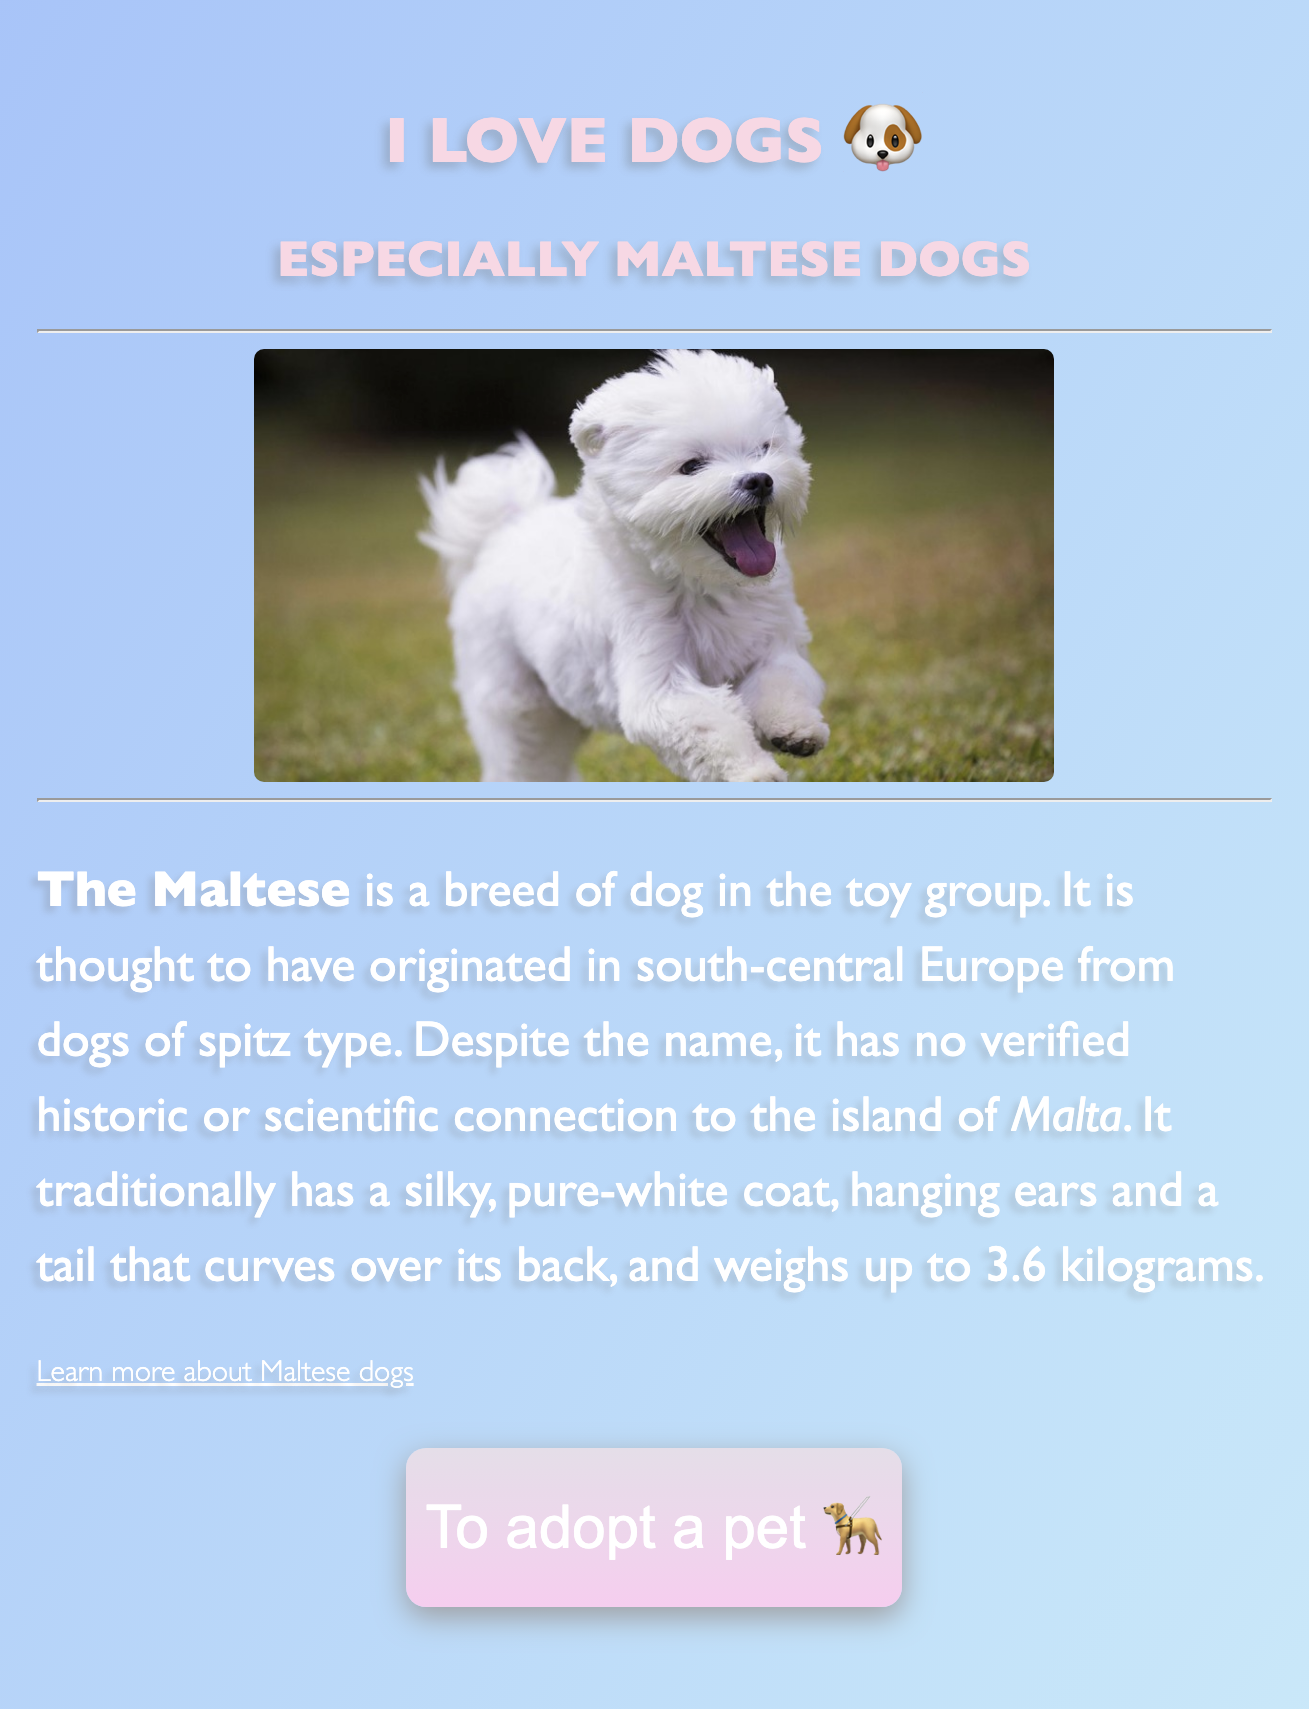 I LOVE DOGS 🐶
ESPECIALLY MALTESE DOGS
The Maltese is a breed of dog in the toy group. It is
thought to have originated in south-central Europe from
dogs of spitz type. Despite the name, it has no verified
historic or scientific connection to the island of Malta. It
traditionally has a silky, pure-white coat, hanging ears and a
tail that curves over its back, and weighs up to 3.6 kilograms.
Learn more about Maltese dogs
To adopt a pet 🦮